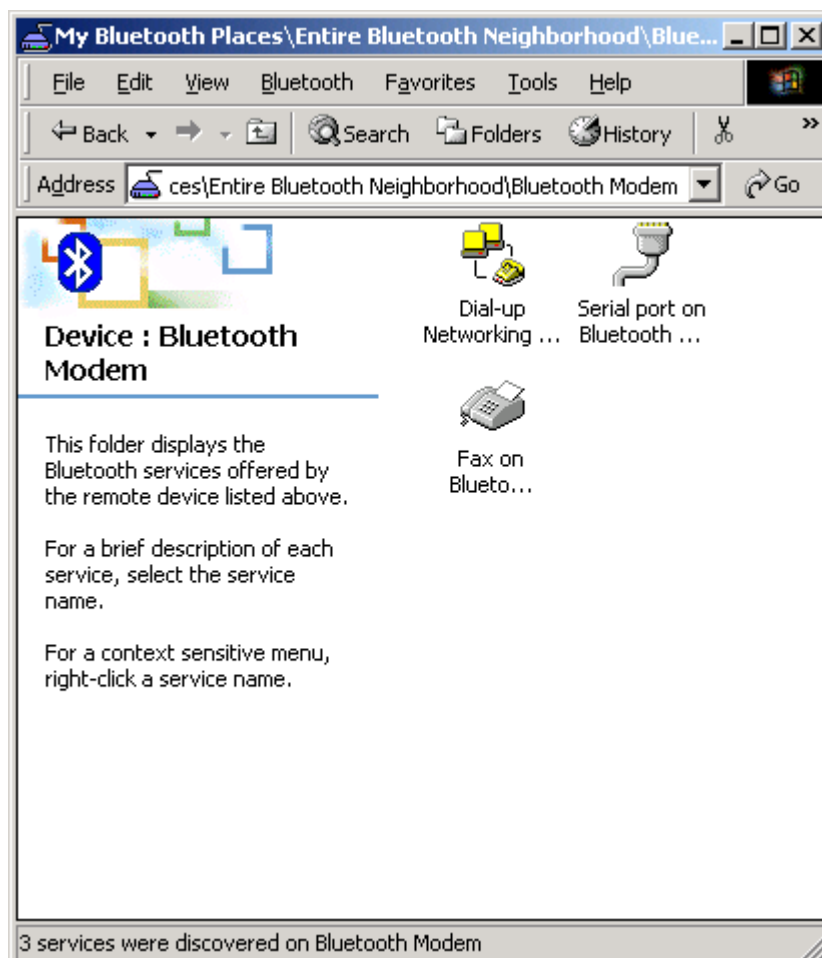 My Bluetooth Places\Entire Bluetooth Neighborhood\Blue...
File Edit View Bluetooth Favorites Tools Help
Back Search Folders History »
Address ces\Entire Bluetooth Neighborhood\Bluetooth Modem Go
Device : Bluetooth
Modem
This folder displays the
Bluetooth services offered by
the remote device listed above.
For a brief description of each
service, select the service
name.
For a context sensitive menu,
right-click a service name.
Dial-up
Networking ...
Serial port on
Bluetooth ...
Fax on
Blueto...
3 services were discovered on Bluetooth Modem